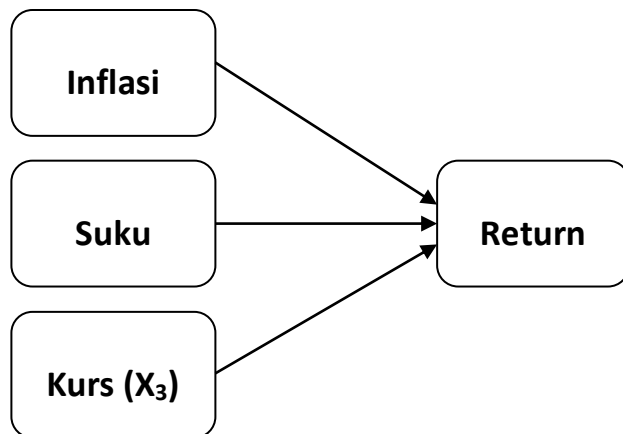 Inflasi
Suku
Return
Kurs (X₃)